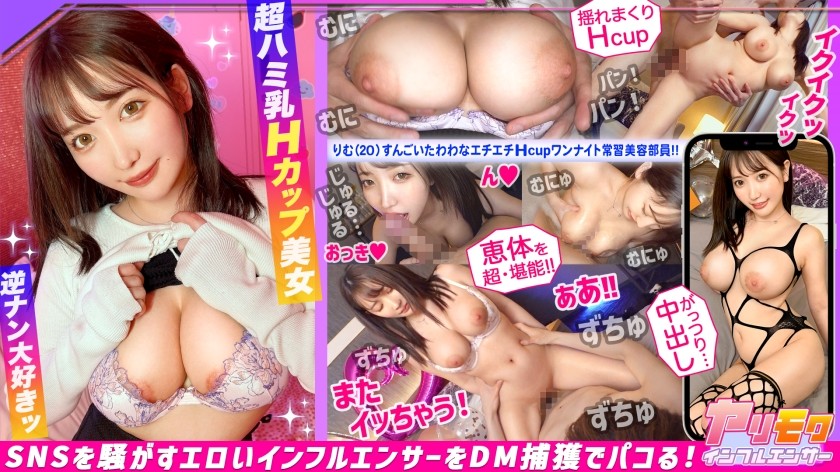 超ハミ乳Hカップ美女
逆ナン大好きッ
むに
むに
揺れまくり
Hcup
パン!
パン!
イクイクッ
イクッ
りむ(20)すんごいたわわなエチエチHcupワンナイト常習美容部員!!
じゅる
じゅる
おっき♥
ん♥
むにゅ
むにゅ
恵体を
超・堪能!!
ああ!!
ずちゅ
ずちゅ
ずちゅ
また
イッちゃう!
がっつり…
中出し
ヤリモク
インフルエンサー
SNSを騒がすエロいインフルエンサーをDM捕獲でパコる!